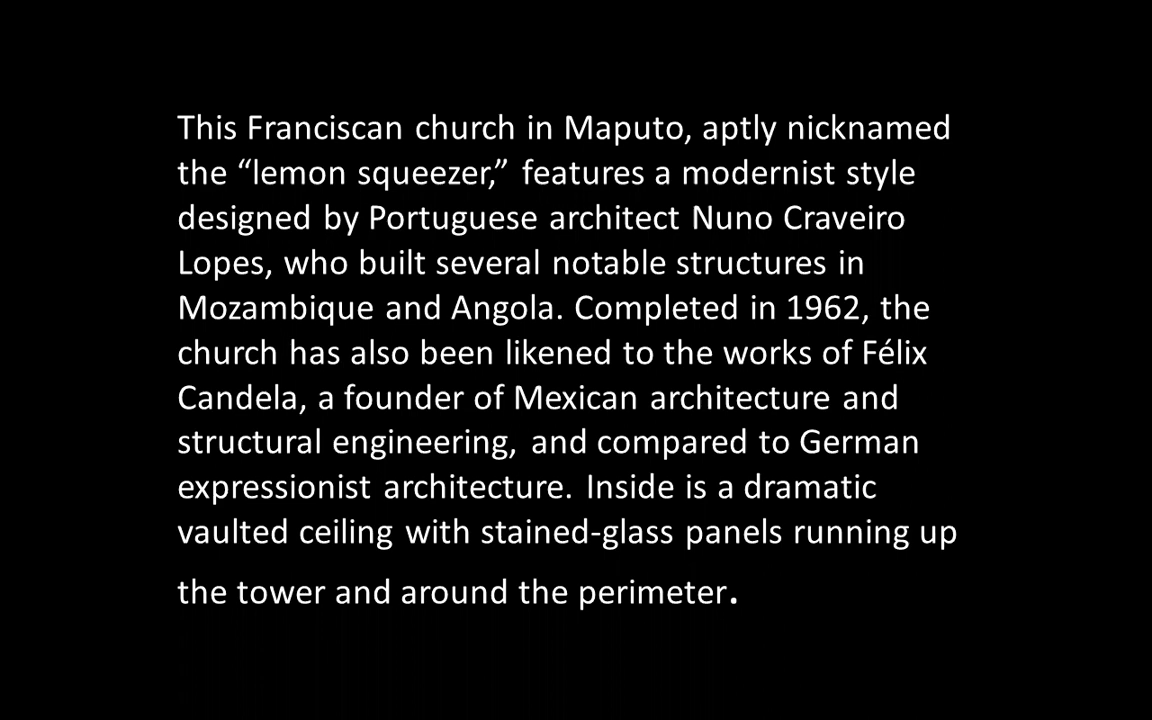 This Franciscan church in Maputo, aptly nicknamed
the “lemon squeezer,” features a modernist style
designed by Portuguese architect Nuno Craveiro
Lopes, who built several notable structures in
Mozambique and Angola. Completed in 1962, the
church has also been likened to the works of Félix
Candela, a founder of Mexican architecture and
structural engineering, and compared to German
expressionist architecture. Inside is a dramatic
vaulted ceiling with stained-glass panels running up
the tower and around the perimeter.